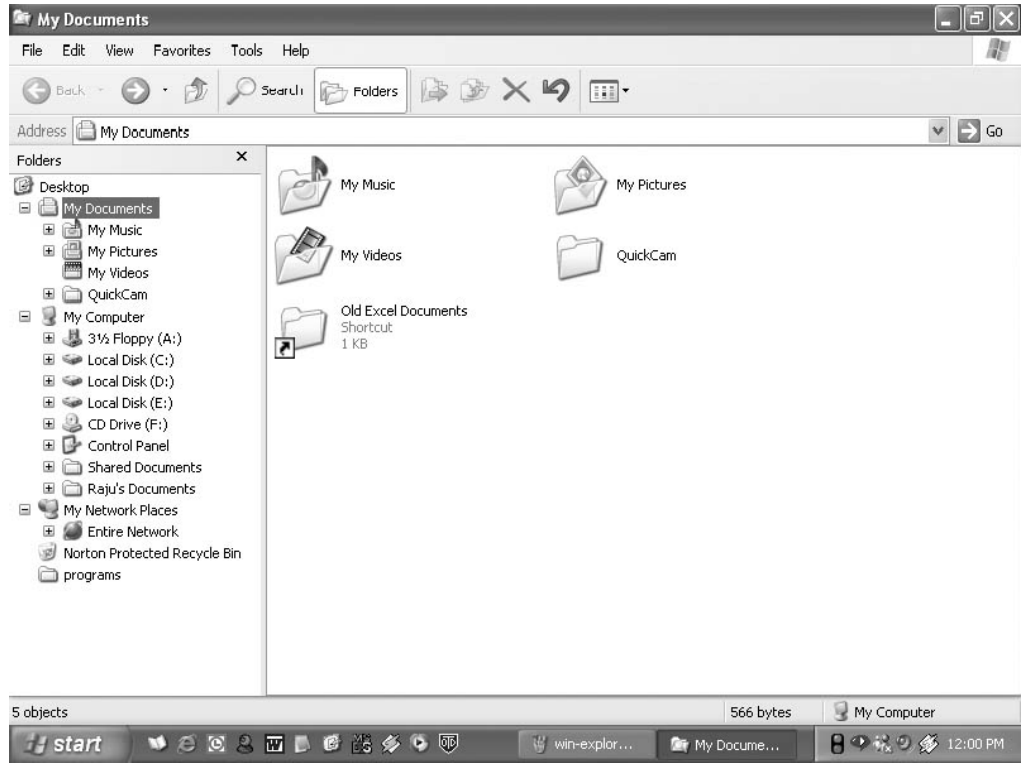 My Documents
File Edit View Favorites Tools Help
Back Search Folders
Address My Documents Go
Folders
Desktop
My Documents
My Music
My Pictures
My Videos
QuickCam
My Computer
3½ Floppy (A:)
Local Disk (C:)
Local Disk (D:)
Local Disk (E:)
CD Drive (F:)
Control Panel
Shared Documents
Raju's Documents
My Network Places
Entire Network
Norton Protected Recycle Bin
programs
My Music
My Pictures
My Videos
QuickCam
Old Excel Documents
Shortcut
1 KB
5 objects
566 bytes
My Computer
start
win-explor...
My Docume...
12:00 PM